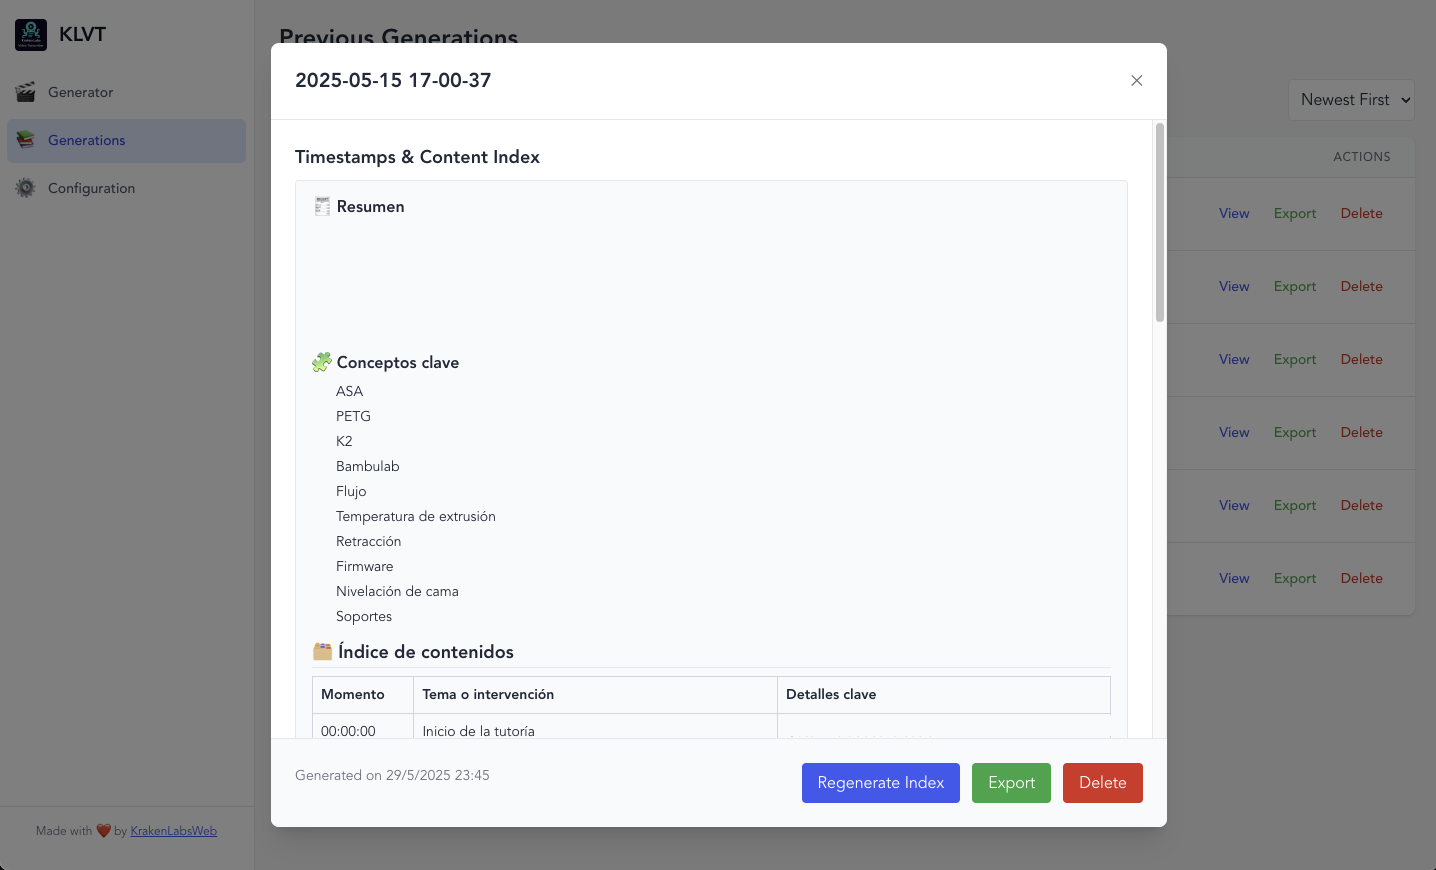 KLVT
Generator
Generations
Configuration
Made with ❤️ by KrakenLabsWeb
Previous Generations
Newest First
ACTIONS
View Export Delete
View Export Delete
View Export Delete
View Export Delete
View Export Delete
View Export Delete
2025-05-15 17-00-37
×
Timestamps & Content Index
Resumen
Conceptos clave
ASA
PETG
K2
Bambulab
Flujo
Temperatura de extrusión
Retracción
Firmware
Nivelación de cama
Soportes
Índice de contenidos
Momento Tema o intervención Detalles clave
00:00:00 Inicio de la tutoría
Generated on 29/5/2025 23:45
Regenerate Index Export Delete